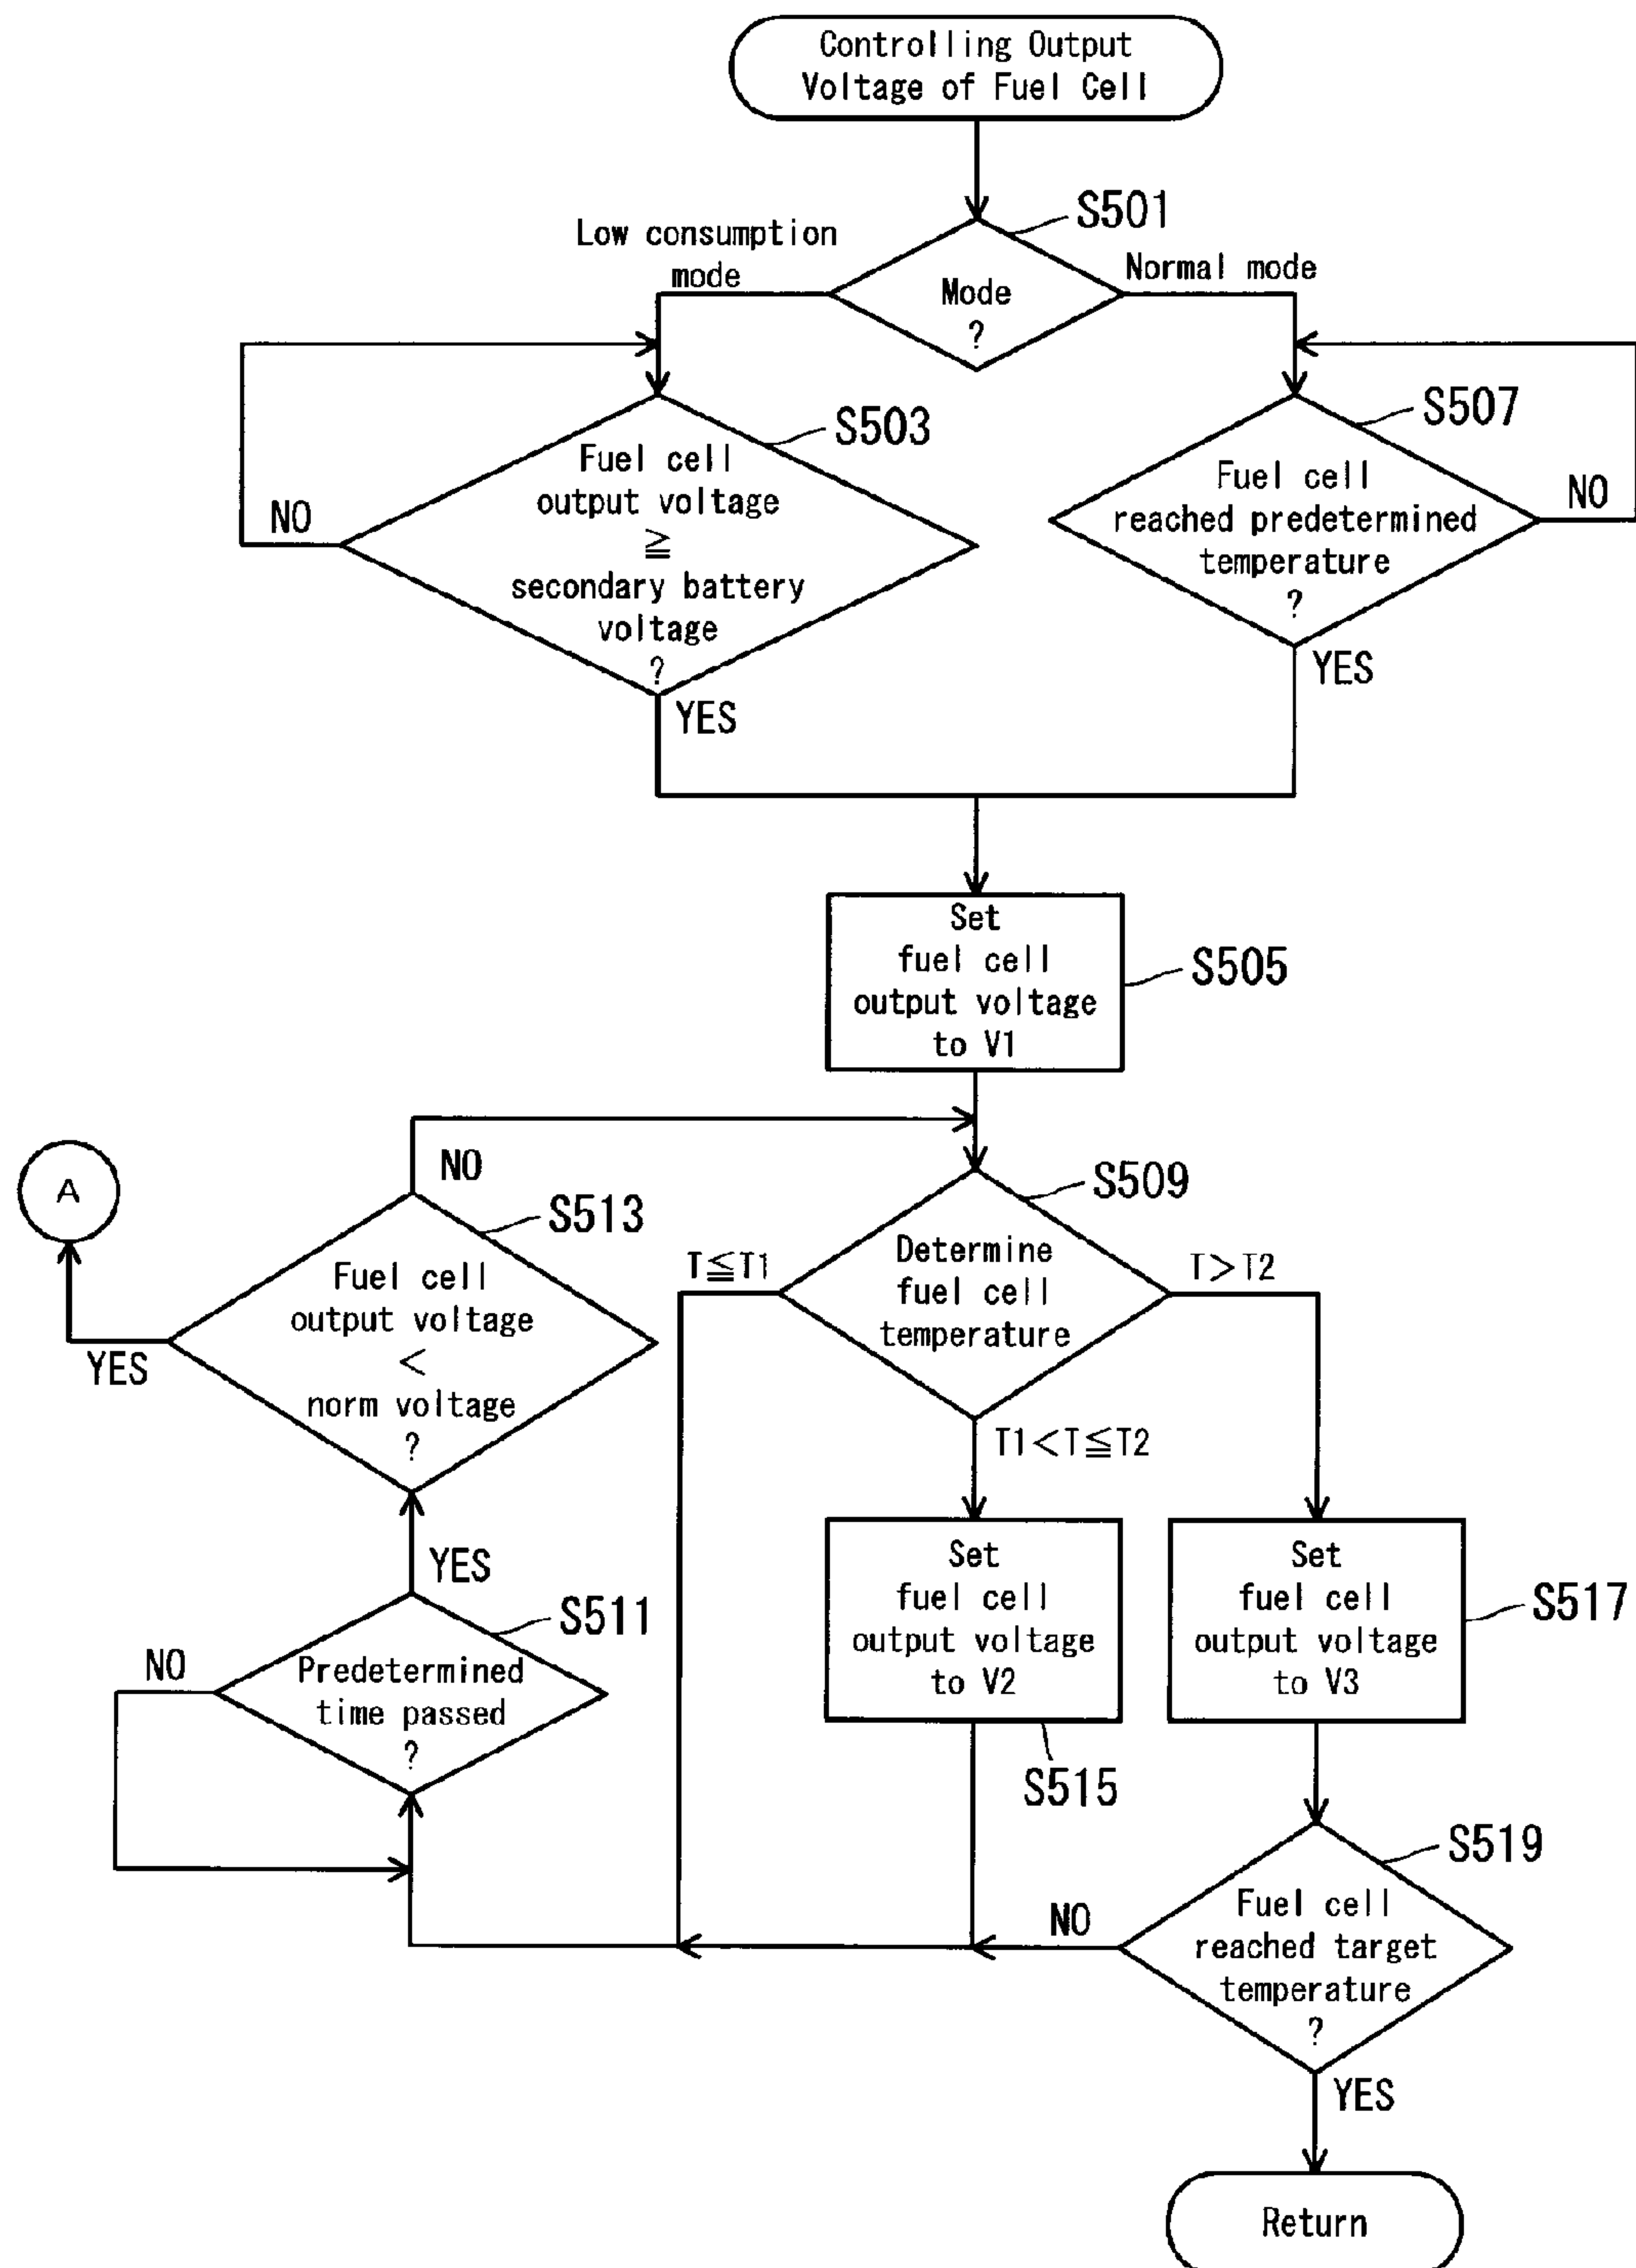 Controlling Output
Voltage of Fuel Cell
S501
Low consumption
mode
Normal mode
Mode
?
S503
S507
Fuel cell
output voltage
≧
secondary battery
voltage
?
NO
YES
Fuel cell
reached predetermined
temperature
?
NO
YES
Set
fuel cell
output voltage
to V1
S505
A
NO
S513
Fuel cell
output voltage
<
norm voltage
?
YES
S509
Determine
fuel cell
temperature
T≦T1
T>T2
T1<T≦T2
YES
S511
NO
Predetermined
time passed
?
Set
fuel cell
output voltage
to V2
S515
Set
fuel cell
output voltage
to V3
S517
S519
Fuel cell
reached target
temperature
?
NO
YES
Return